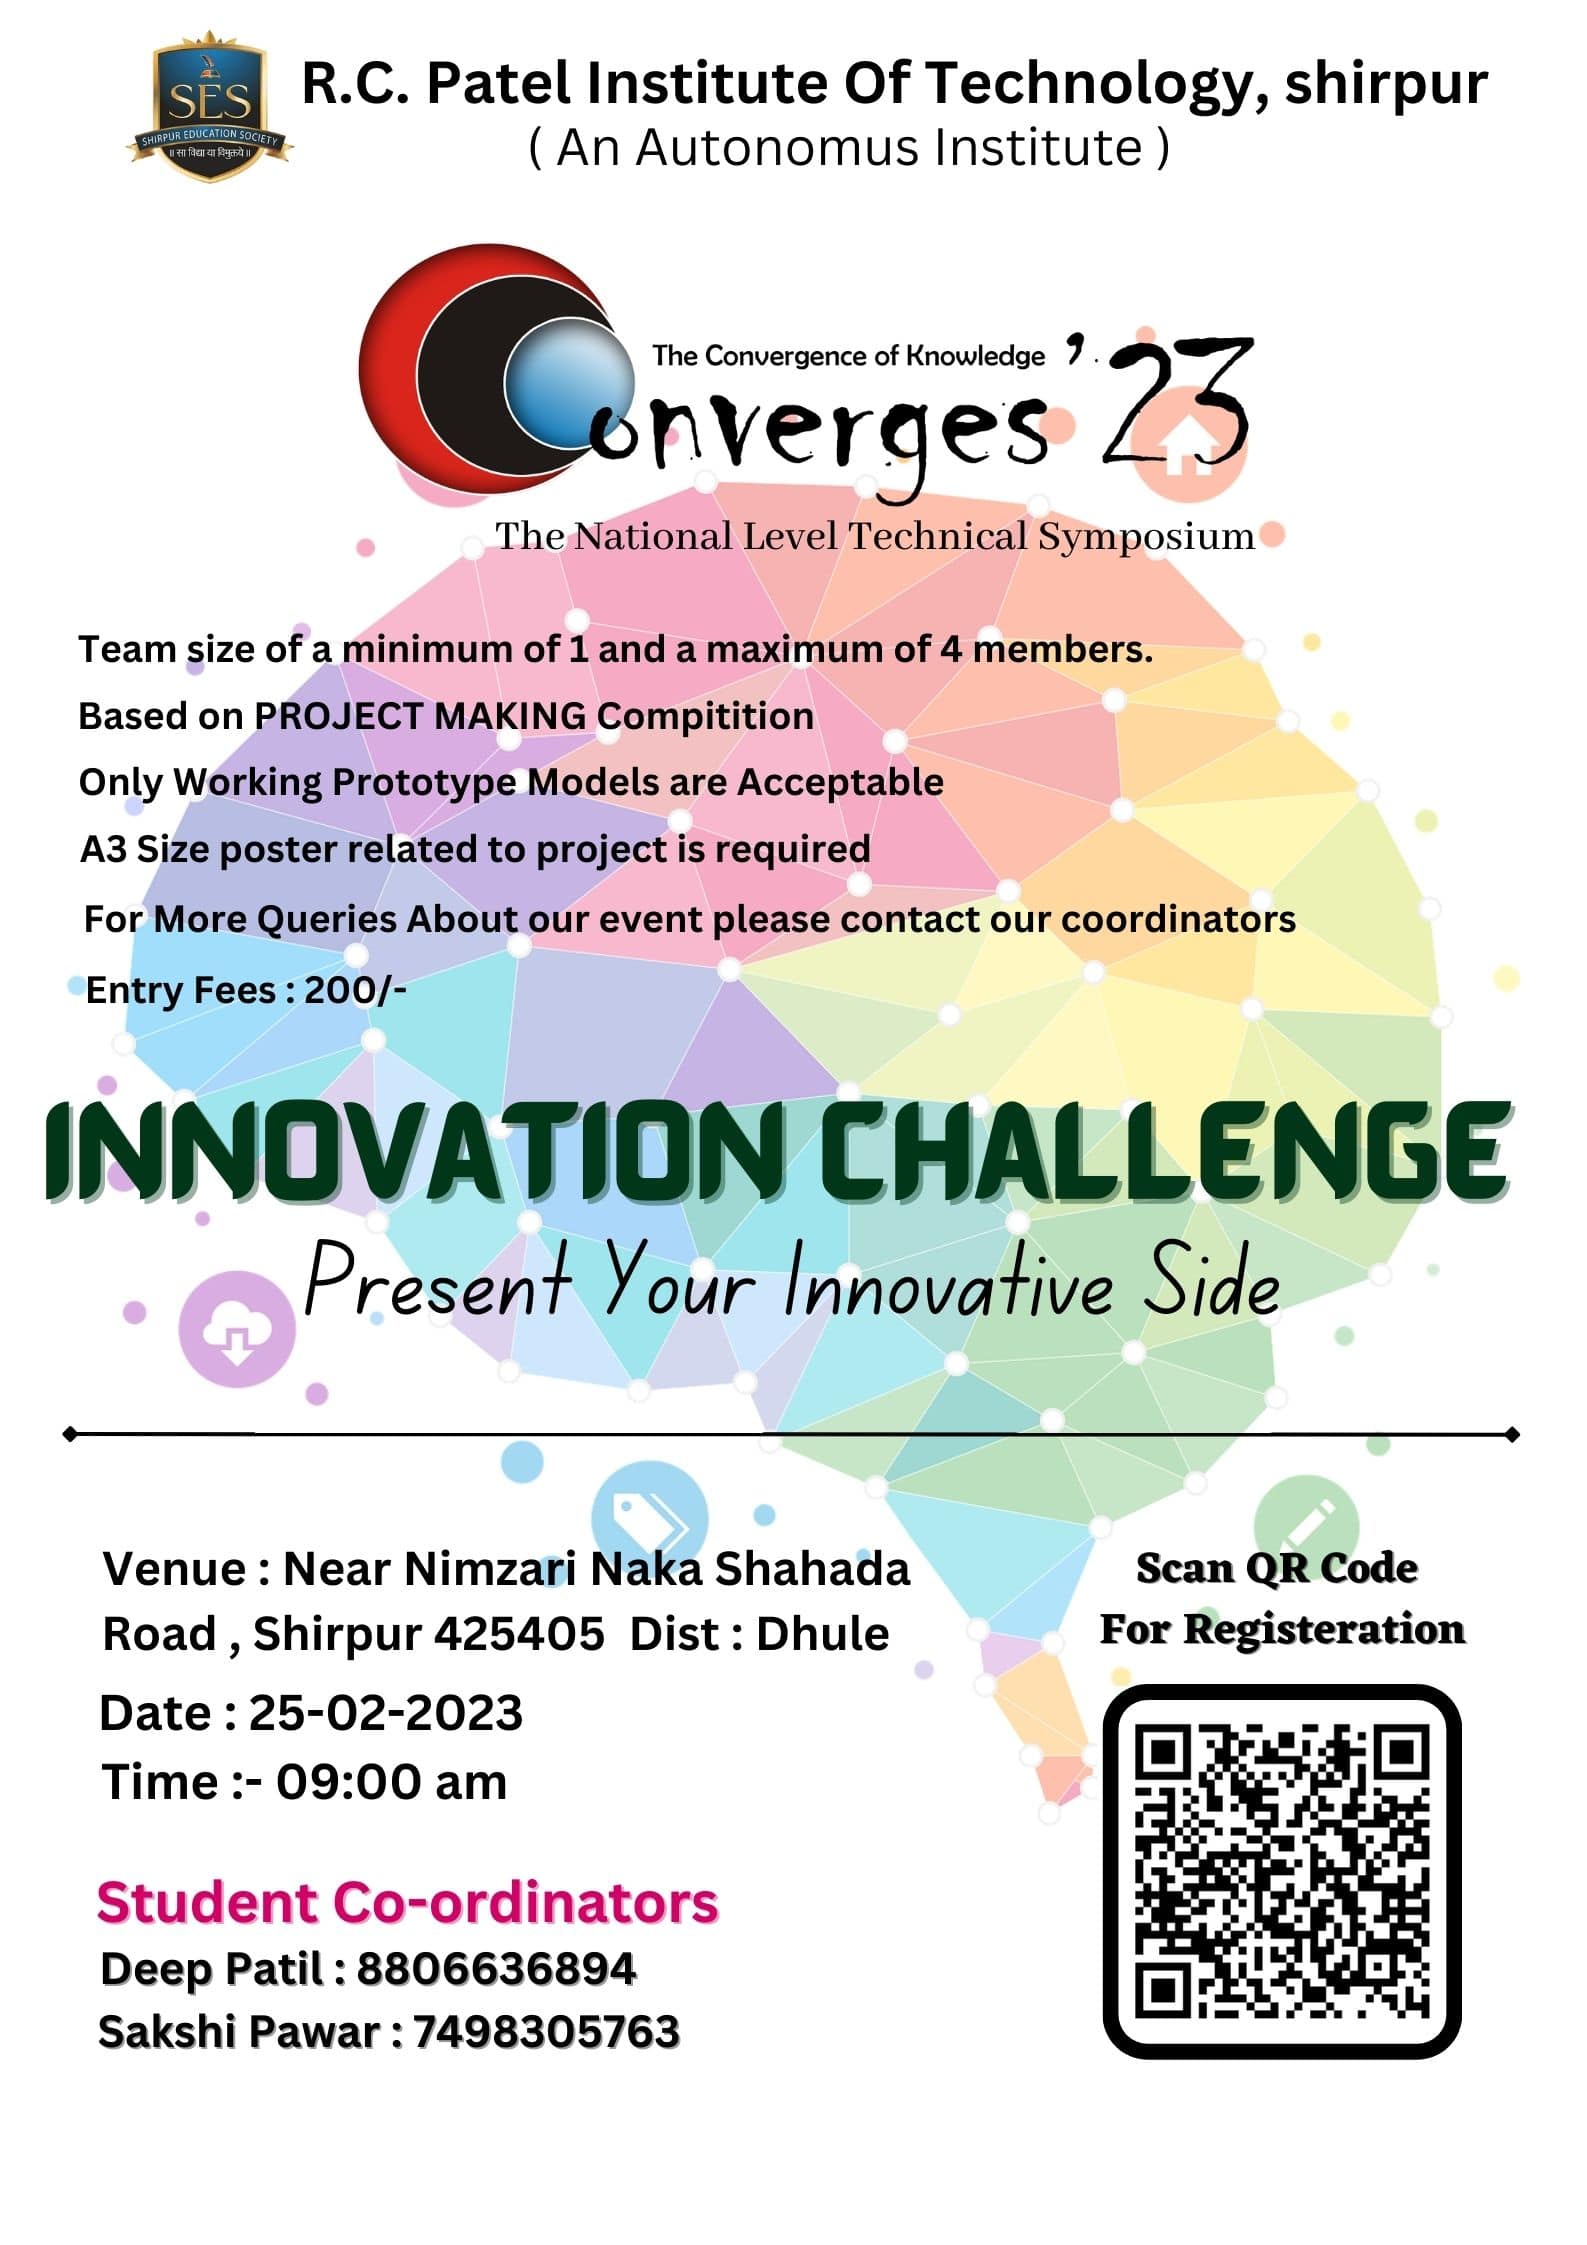 SES
SHIRPUR EDUCATION SOCIETY
॥ सा विद्या या विमुक्तये ॥
R.C. Patel Institute Of Technology, shirpur
( An Autonomus Institute )
The Convergence of Knowledge
Converges '23
The National Level Technical Symposium
Team size of a minimum of 1 and a maximum of 4 members.
Based on PROJECT MAKING Compitition
Only Working Prototype Models are Acceptable
A3 Size poster related to project is required
For More Queries About our event please contact our coordinators
Entry Fees : 200/-
INNOVATION CHALLENGE
Present Your Innovative Side
Venue : Near Nimzari Naka Shahada
Road , Shirpur 425405 Dist : Dhule
Date : 25-02-2023
Time :- 09:00 am
Scan QR Code
For Registeration
Student Co-ordinators
Deep Patil : 8806636894
Sakshi Pawar : 7498305763